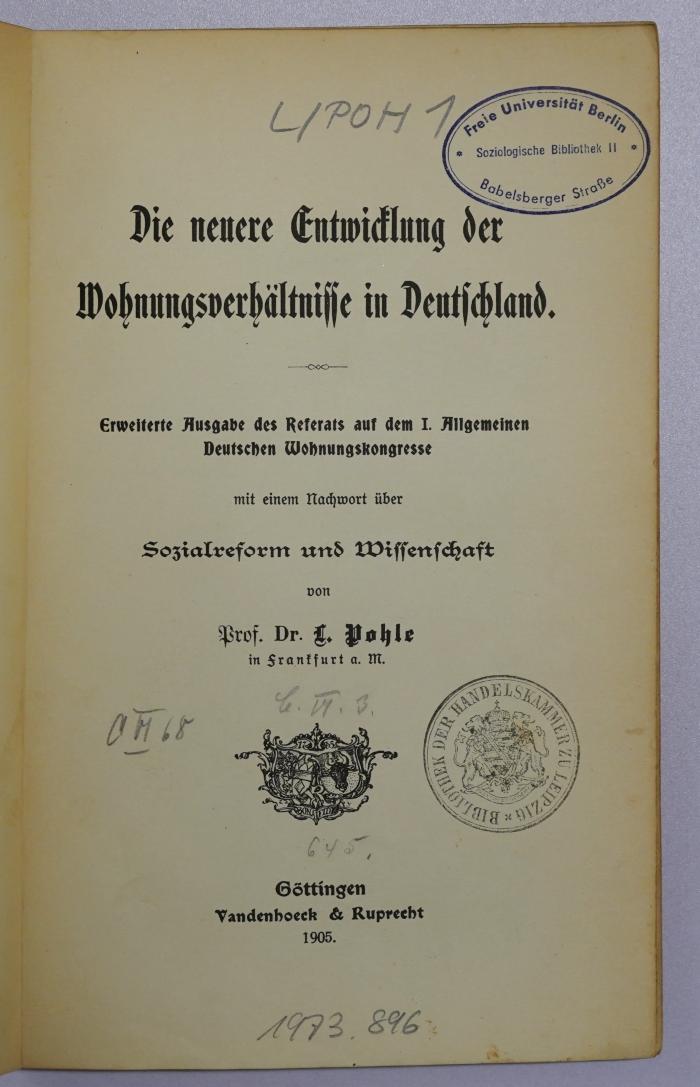 L/POH 1
Freie Universität Berlin
* Soziologische Bibliothek II *
Babelsberger Straße
Die neuere Entwicklung der
Wohnungsverhältnisse in Deutschland.
Erweiterte Ausgabe des Referats auf dem I. Allgemeinen
Deutschen Wohnungskongresse
mit einem Nachwort über
Sozialreform und Wissenschaft
von
Prof. Dr. L. Pohle
in Frankfurt a. M.
BIBLIOTHEK DER HANDELSKAMMER ZU LEIPZIG *
645.
Göttingen
Vandenhoeck & Ruprecht
1905.
1973. 896